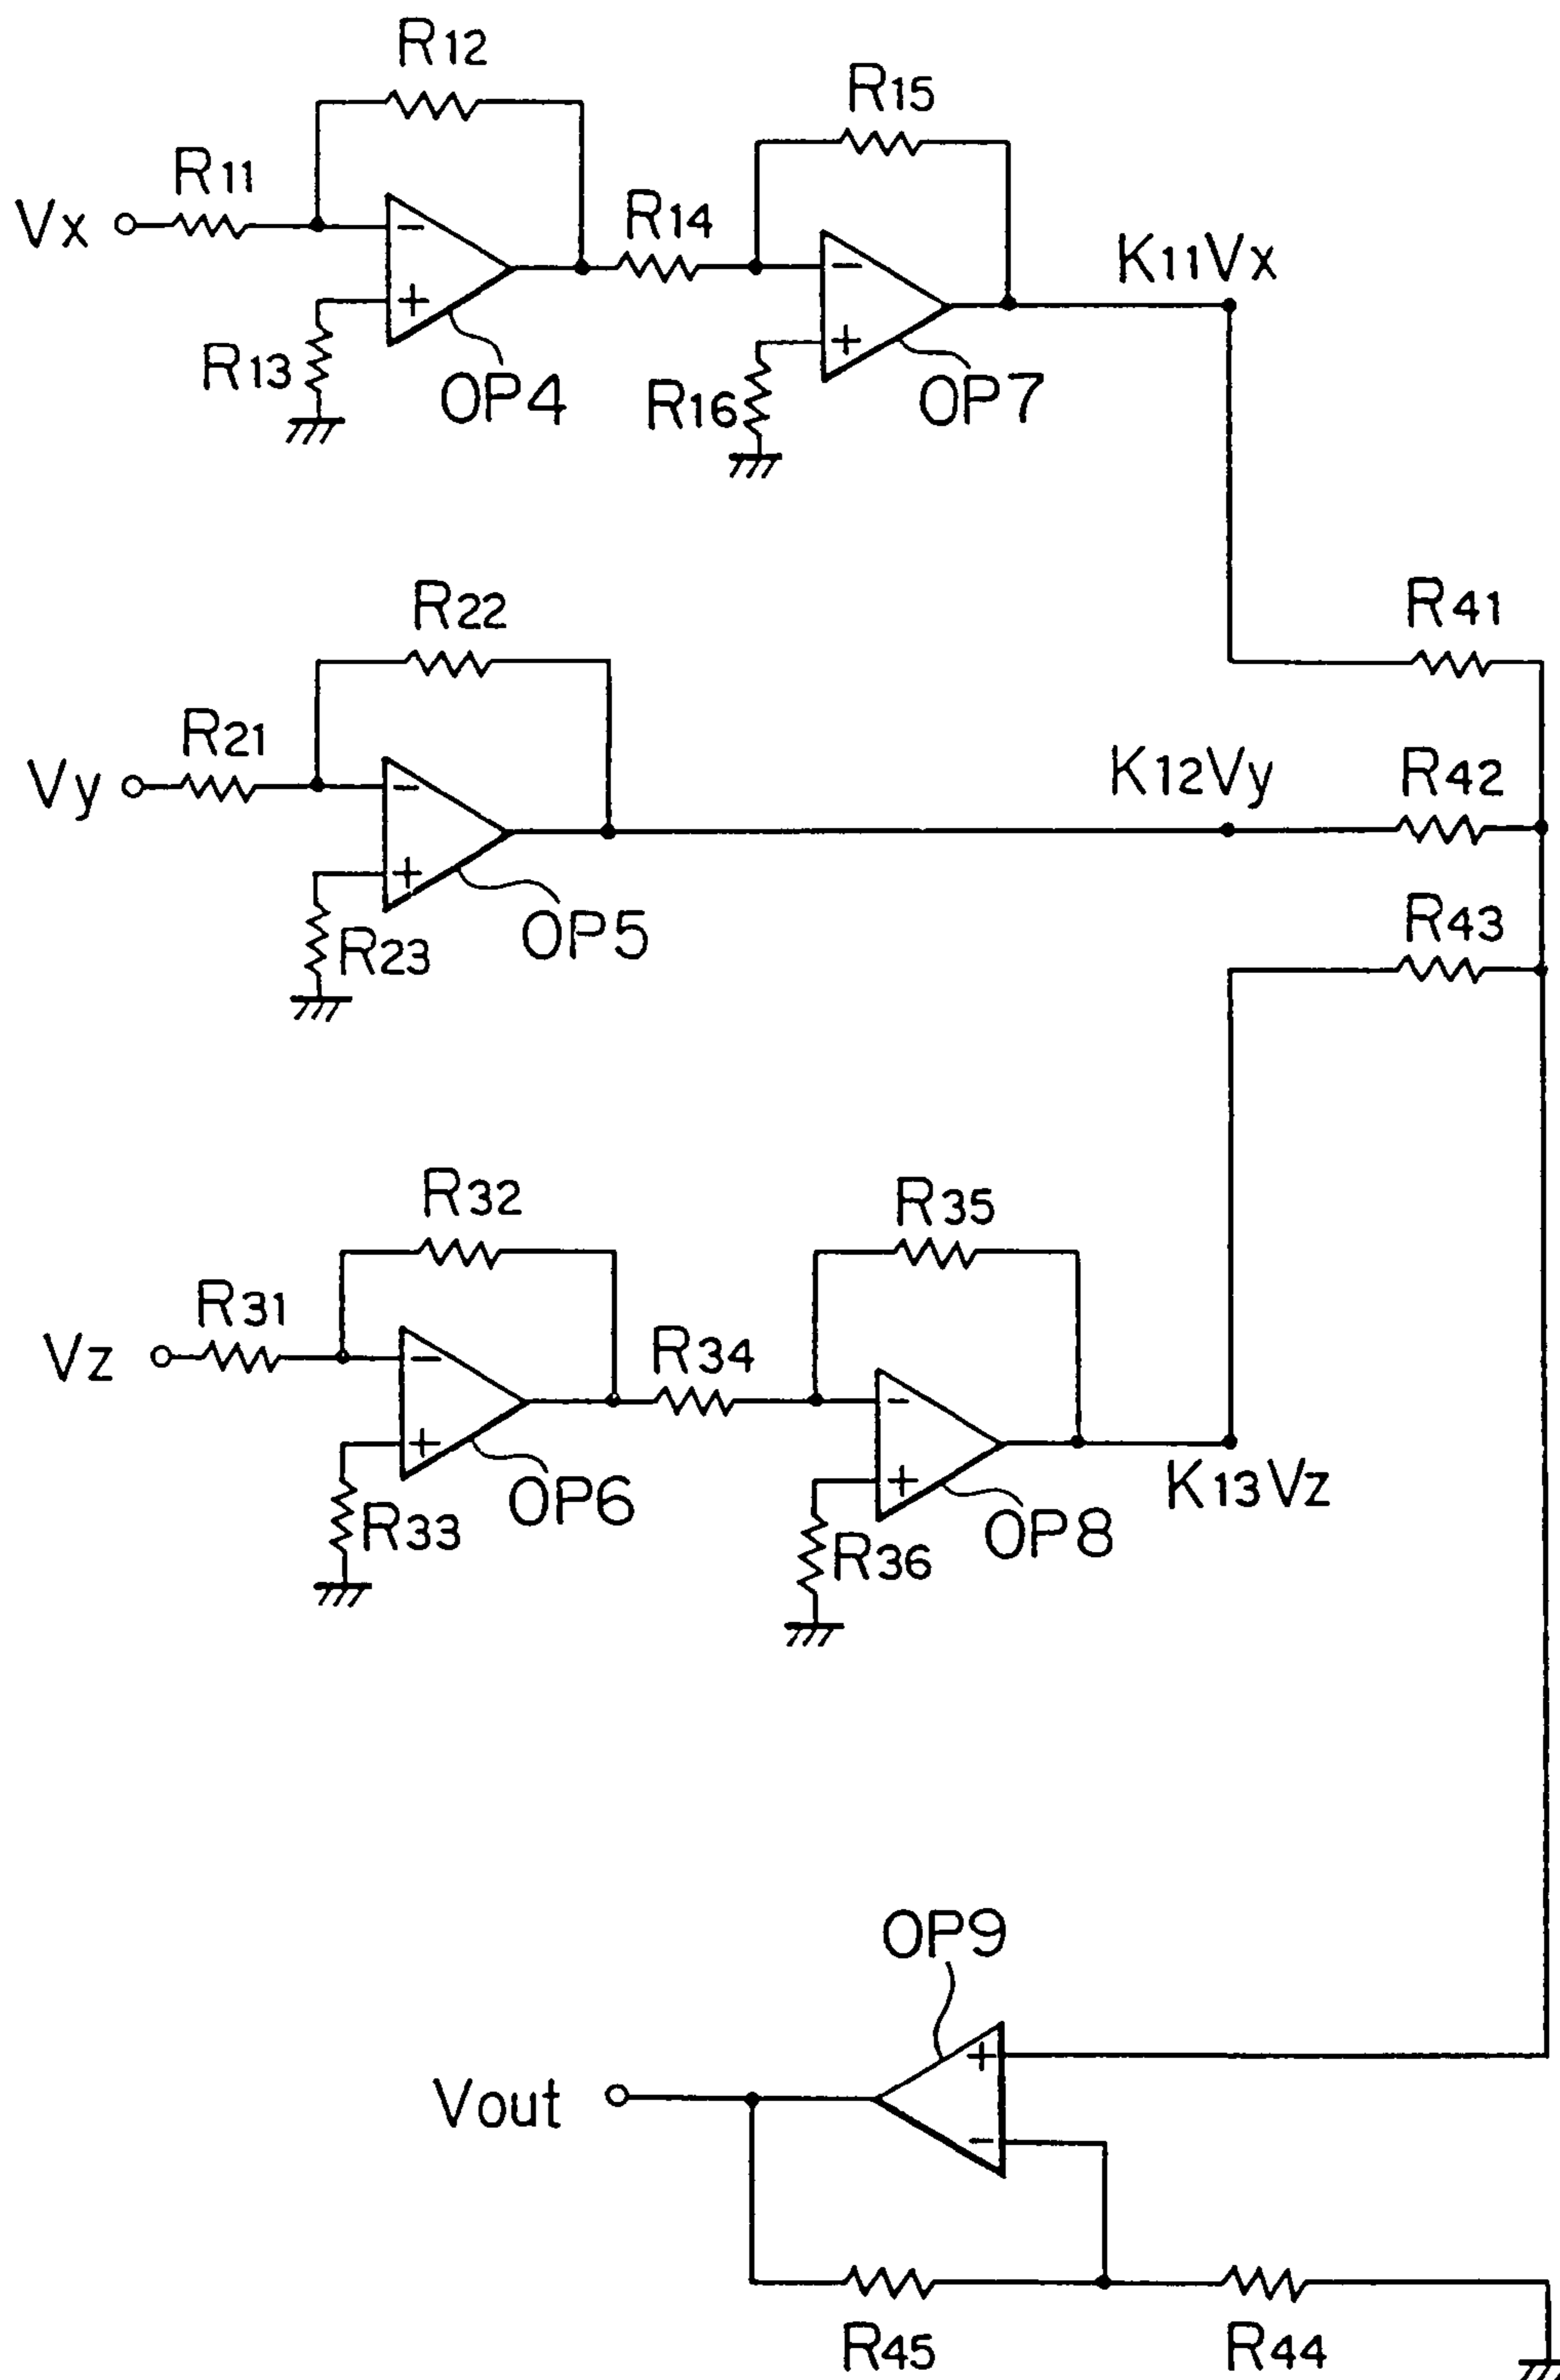 R12
R15
R11
Vx
R14
K11Vx
R13
OP4
R16
OP7
R22
R41
R21
Vy
K12Vy
R42
R43
OP5
R23
R32
R35
R31
Vz
R34
OP6
R33
K13Vz
OP8
R36
OP9
Vout
R45
R44